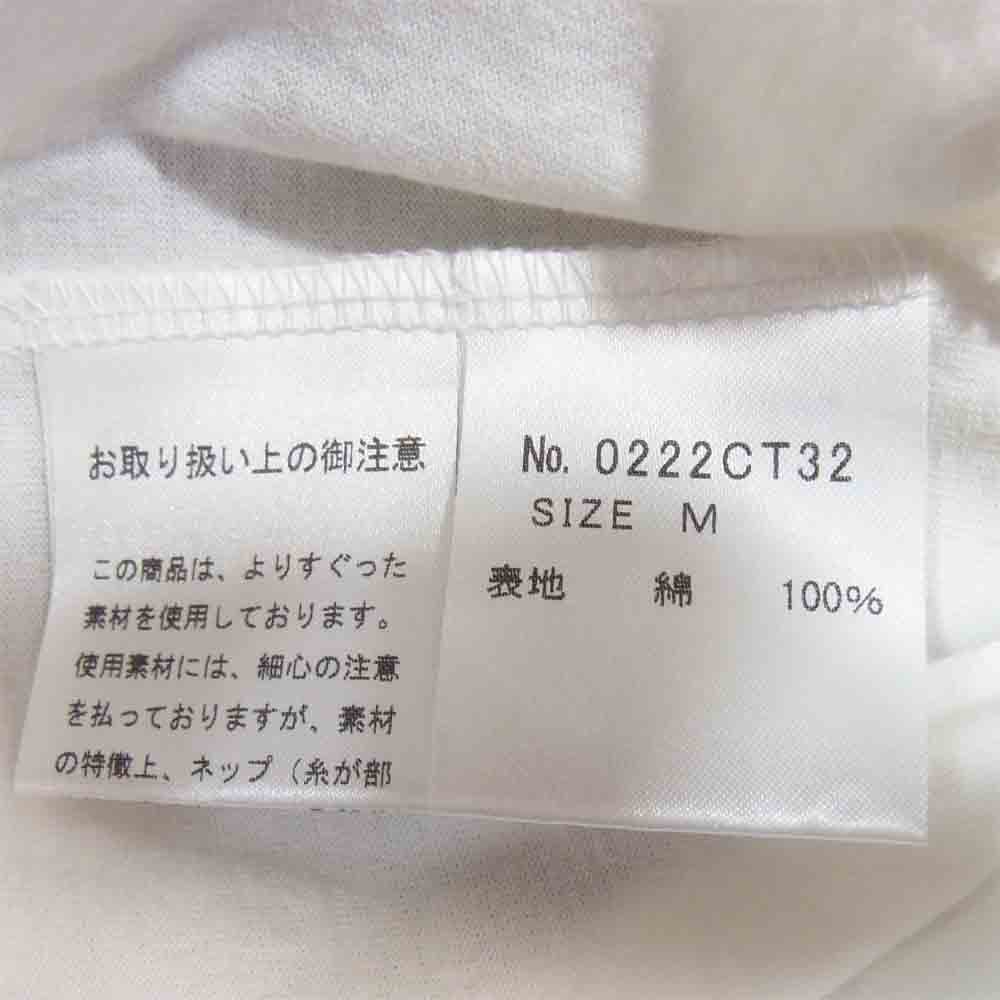 お取り扱い上の御注意
この商品は、よりすぐった
素材を使用しております。
使用素材には、細心の注意
を払っておりますが、素材
の特徴上、ネップ（糸が部
No. 0222CT32
SIZE M
表地 綿 100%